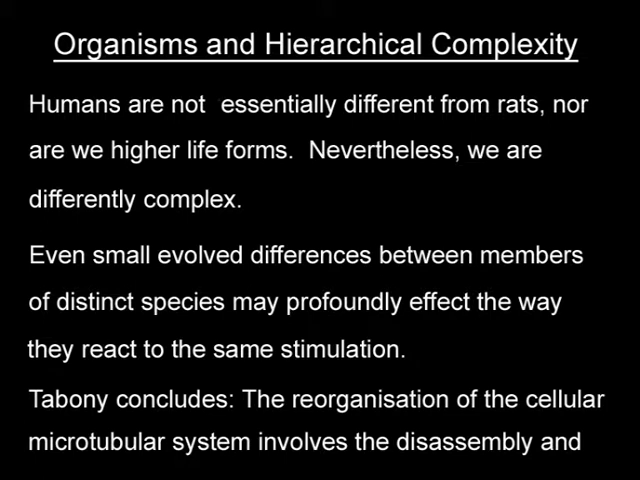 Organisms and Hierarchical Complexity
Humans are not essentially different from rats, nor
are we higher life forms. Nevertheless, we are
differently complex.
Even small evolved differences between members
of distinct species may profoundly effect the way
they react to the same stimulation.
Tabony concludes: The reorganisation of the cellular
microtubular system involves the disassembly and